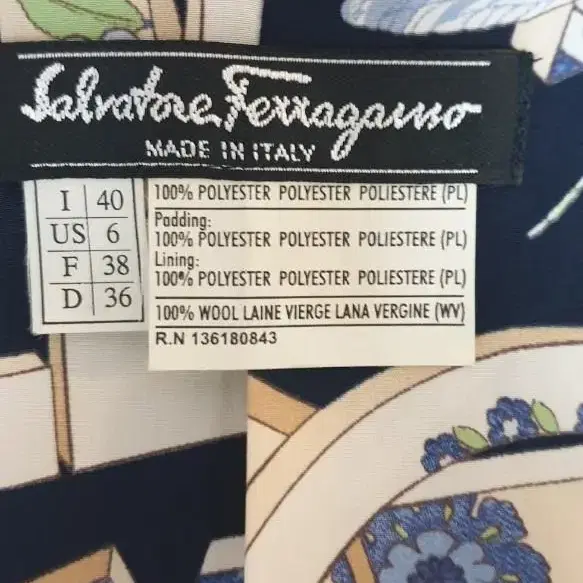 Salvatore Ferragamo
MADE IN ITALY
I 40
US 6
F 38
D 36
100% POLYESTER POLYESTER POLIESTERE (PL)
Padding:
100% POLYESTER POLYESTER POLIESTERE (PL)
Lining:
100% POLYESTER POLYESTER POLIESTERE (PL)
100% WOOL LAINE VIERGE LANA VERGINE (WV)
R.N 136180843